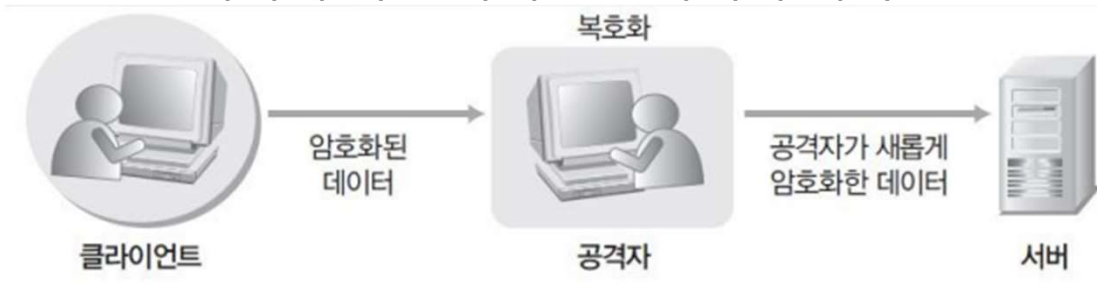 복호화
암호화된
데이터
공격자가 새롭게
암호화한 데이터
클라이언트
공격자
서버